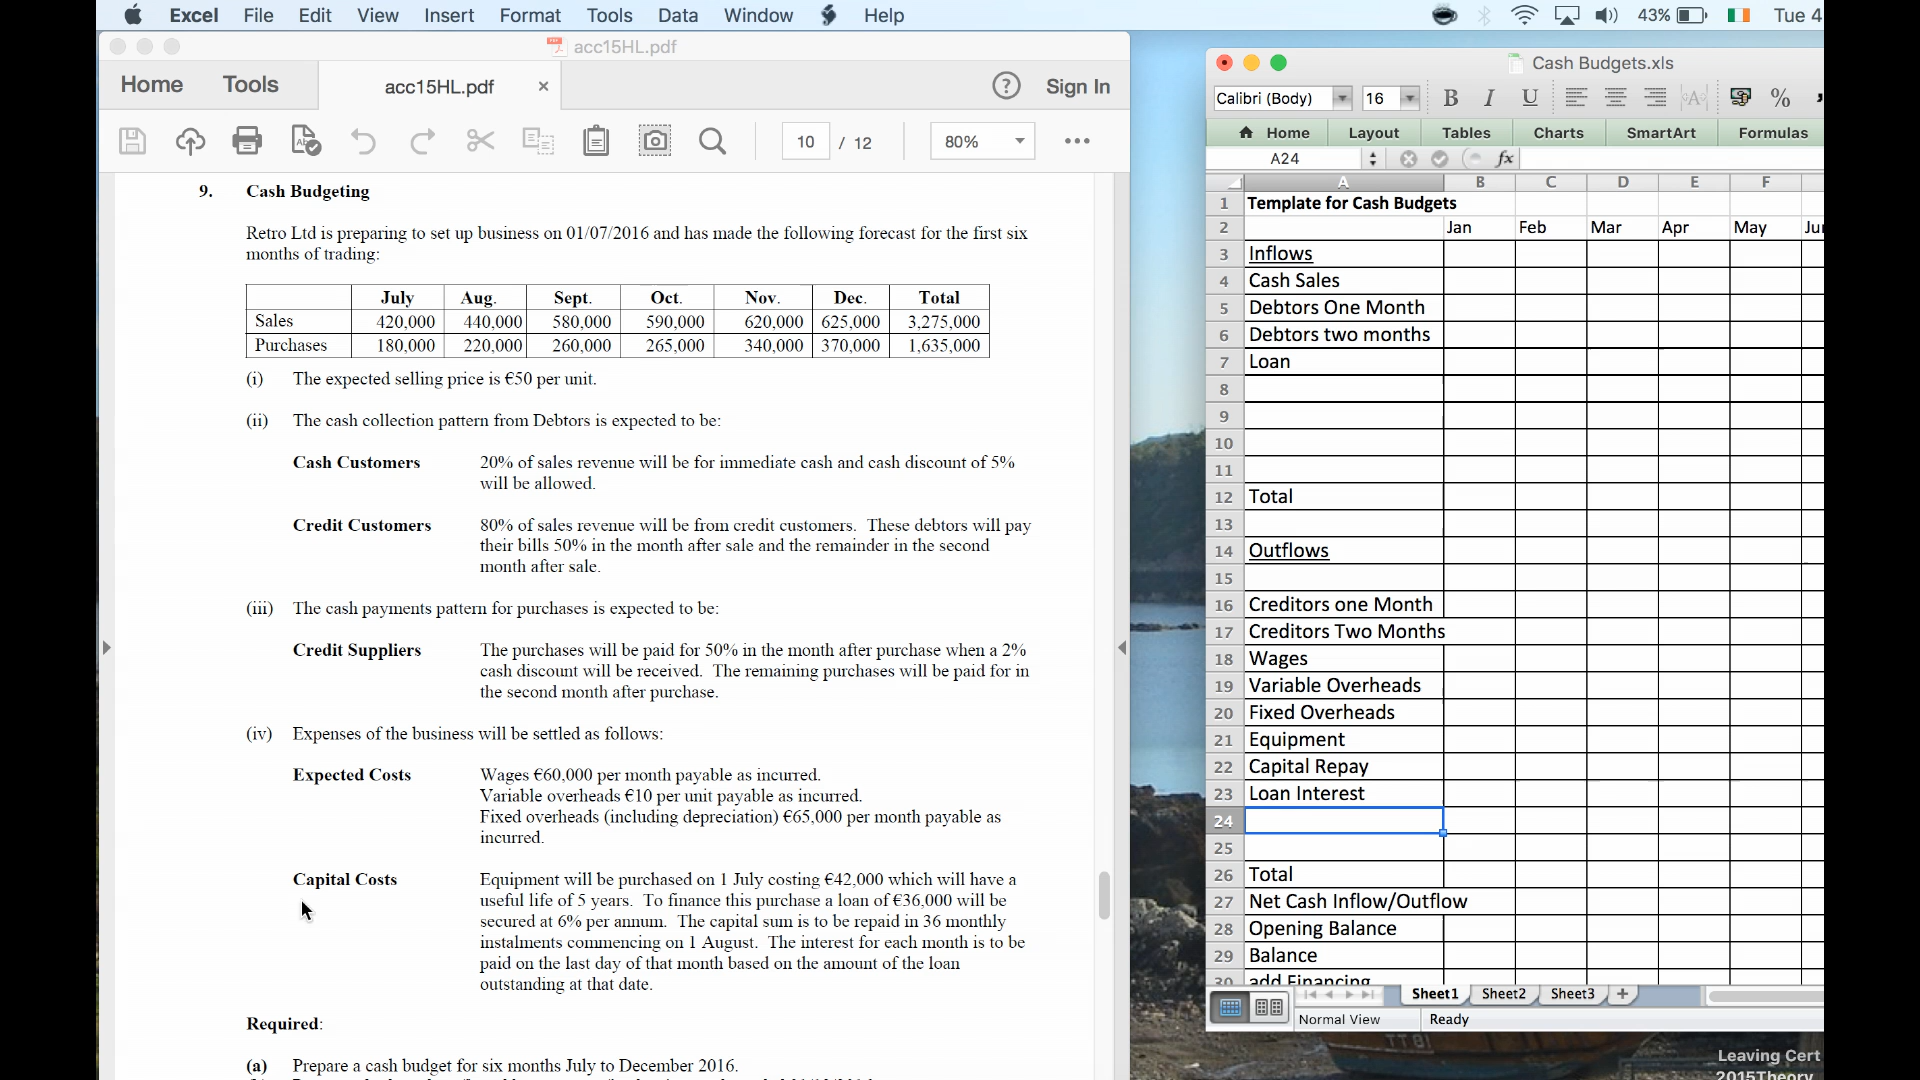 Excel File Edit View Insert Format Tools Data Window Help 43% Tue 4
acc15HL.pdf
Home Tools acc15HL.pdf × ? Sign In
10 / 12 80%
9. Cash Budgeting
Retro Ltd is preparing to set up business on 01/07/2016 and has made the following forecast for the first six
months of trading:
July Aug. Sept. Oct. Nov. Dec. Total
Sales 420,000 440,000 580,000 590,000 620,000 625,000 3,275,000
Purchases 180,000 220,000 260,000 265,000 340,000 370,000 1,635,000
(i) The expected selling price is €50 per unit.
(ii) The cash collection pattern from Debtors is expected to be:
Cash Customers 20% of sales revenue will be for immediate cash and cash discount of 5%
will be allowed.
Credit Customers 80% of sales revenue will be from credit customers. These debtors will pay
their bills 50% in the month after sale and the remainder in the second
month after sale.
(iii) The cash payments pattern for purchases is expected to be:
Credit Suppliers The purchases will be paid for 50% in the month after purchase when a 2%
cash discount will be received. The remaining purchases will be paid for in
the second month after purchase.
(iv) Expenses of the business will be settled as follows:
Expected Costs Wages €60,000 per month payable as incurred.
Variable overheads €10 per unit payable as incurred.
Fixed overheads (including depreciation) €65,000 per month payable as
incurred.
Capital Costs Equipment will be purchased on 1 July costing €42,000 which will have a
useful life of 5 years. To finance this purchase a loan of €36,000 will be
secured at 6% per annum. The capital sum is to be repaid in 36 monthly
instalments commencing on 1 August. The interest for each month is to be
paid on the last day of that month based on the amount of the loan
outstanding at that date.
Required:
(a) Prepare a cash budget for six months July to December 2016.
Cash Budgets.xls
Calibri (Body) 16 B I U %
Home Layout Tables Charts SmartArt Formulas
A24 fx
A B C D E F
1 Template for Cash Budgets
2 Jan Feb Mar Apr May
3 Inflows
4 Cash Sales
5 Debtors One Month
6 Debtors two months
7 Loan
8
9
10
11
12 Total
13
14 Outflows
15
16 Creditors one Month
17 Creditors Two Months
18 Wages
19 Variable Overheads
20 Fixed Overheads
21 Equipment
22 Capital Repay
23 Loan Interest
24
25
26 Total
27 Net Cash Inflow/Outflow
28 Opening Balance
29 Balance
30 add Financing
Sheet1 Sheet2 Sheet3 +
Normal View Ready
Leaving Cert
2015Theory